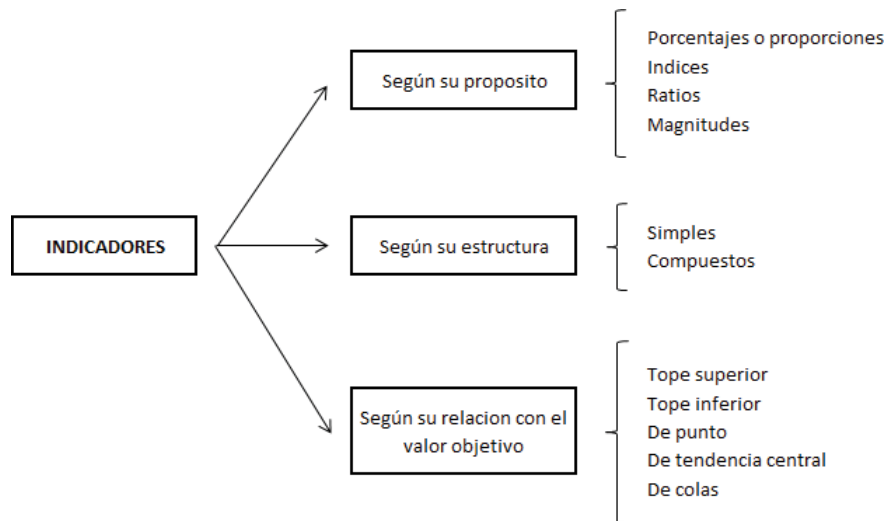 INDICADORES
Según su proposito
Porcentajes o proporciones
Indices
Ratios
Magnitudes
Según su estructura
Simples
Compuestos
Según su relacion con el
valor objetivo
Tope superior
Tope inferior
De punto
De tendencia central
De colas